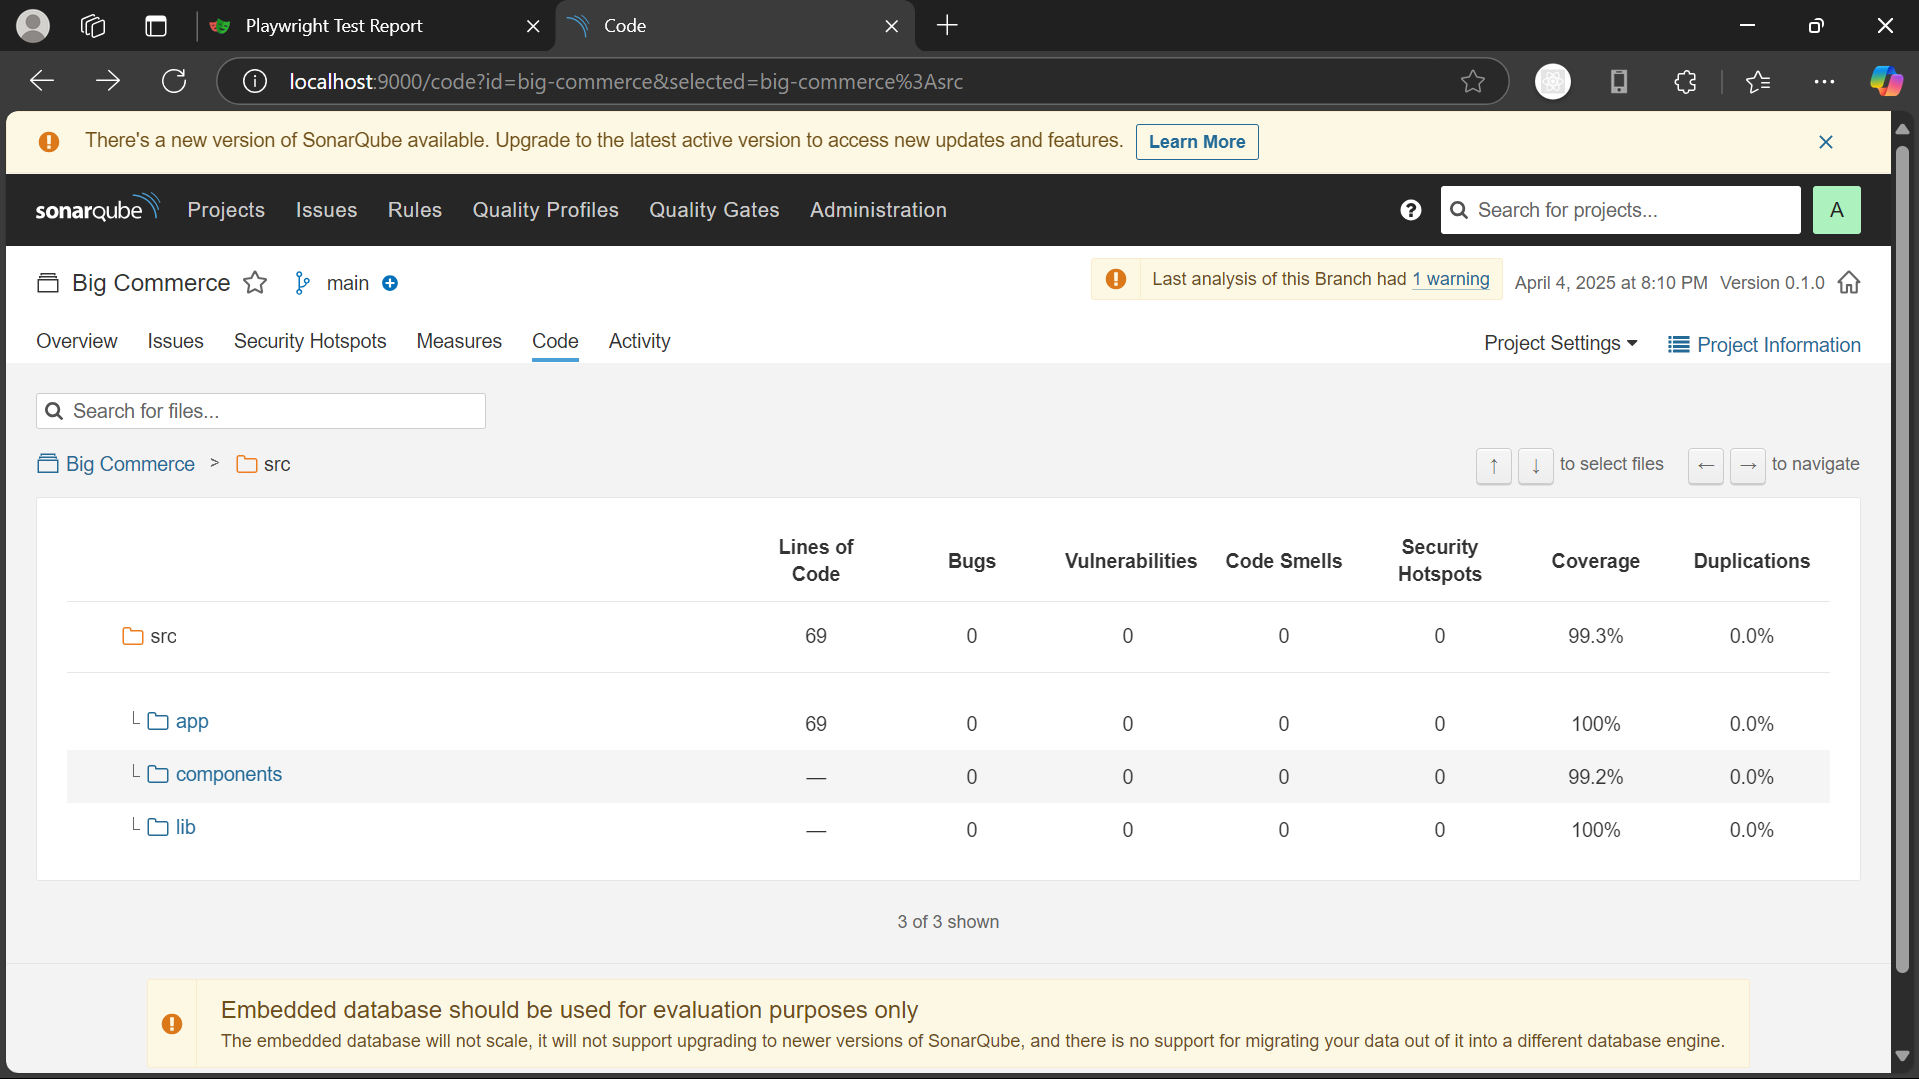 Playwright Test Report
Code
localhost:9000/code?id=big-commerce&selected=big-commerce%3Asrc
There's a new version of SonarQube available. Upgrade to the latest active version to access new updates and features. Learn More
sonarqube Projects Issues Rules Quality Profiles Quality Gates Administration
Search for projects...
A
Big Commerce main
Last analysis of this Branch had 1 warning April 4, 2025 at 8:10 PM Version 0.1.0
Overview Issues Security Hotspots Measures Code Activity
Project Settings Project Information
Search for files...
Big Commerce > src
↑ ↓ to select files ← → to navigate
Lines of Code Bugs Vulnerabilities Code Smells Security Hotspots Coverage Duplications
src 69 0 0 0 0 99.3% 0.0%
app 69 0 0 0 0 100% 0.0%
components — 0 0 0 0 99.2% 0.0%
lib — 0 0 0 0 100% 0.0%
3 of 3 shown
Embedded database should be used for evaluation purposes only
The embedded database will not scale, it will not support upgrading to newer versions of SonarQube, and there is no support for migrating your data out of it into a different database engine.